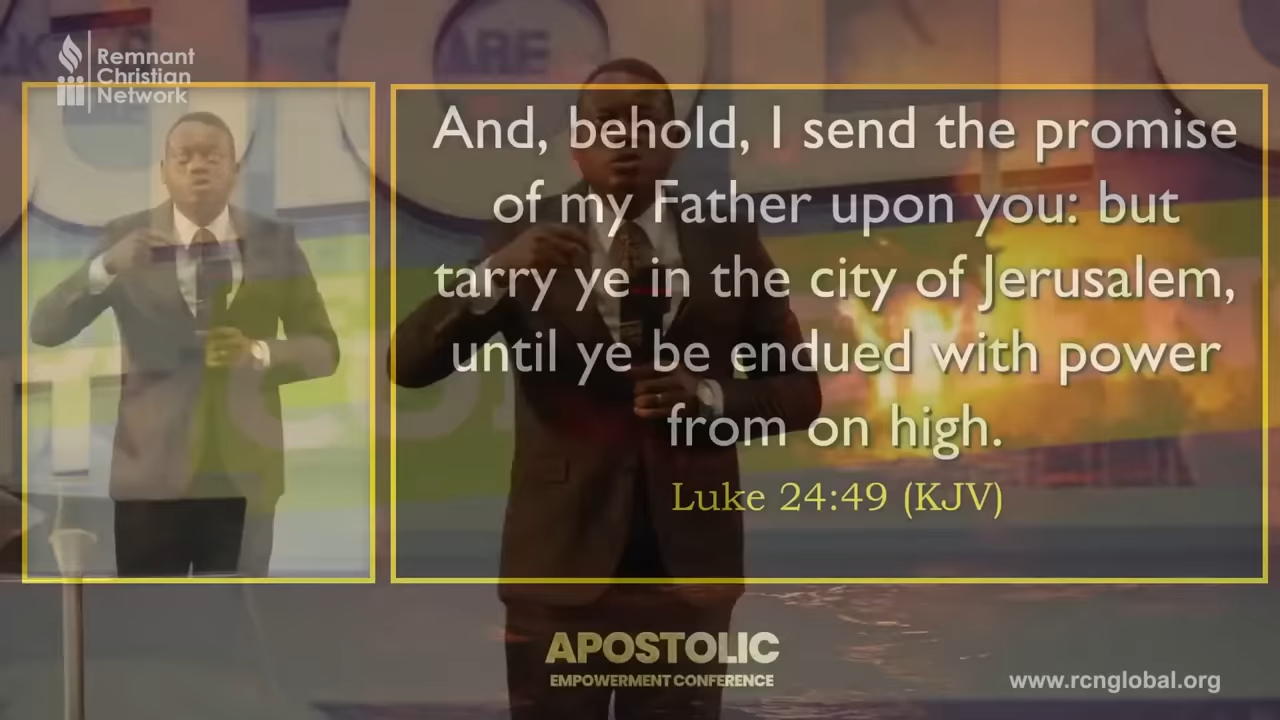 Remnant
Christian
Network
ARE
And, behold, I send the promise
of my Father upon you: but
tarry ye in the city of Jerusalem,
until ye be endued with power
from on high.
Luke 24:49 (KJV)
APOSTOLIC
EMPOWERMENT CONFERENCE
www.rcnglobal.org